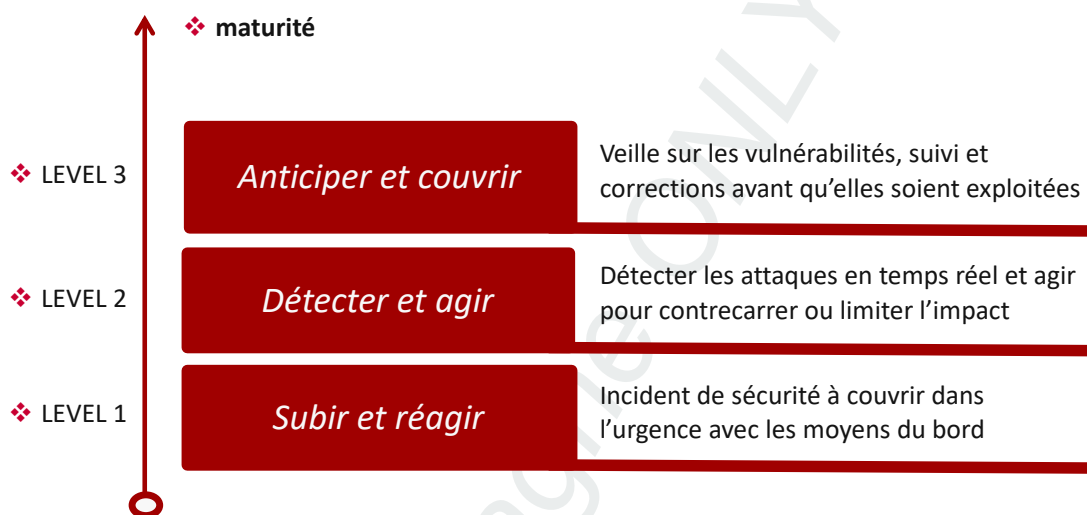 ❖ maturité
❖ LEVEL 3
Anticiper et couvrir
Veille sur les vulnérabilités, suivi et
corrections avant qu'elles soient exploitées
❖ LEVEL 2
Détecter et agir
Détecter les attaques en temps réel et agir
pour contrecarrer ou limiter l’impact
❖ LEVEL 1
Subir et réagir
Incident de sécurité à couvrir dans
l’urgence avec les moyens du bord
ONLY